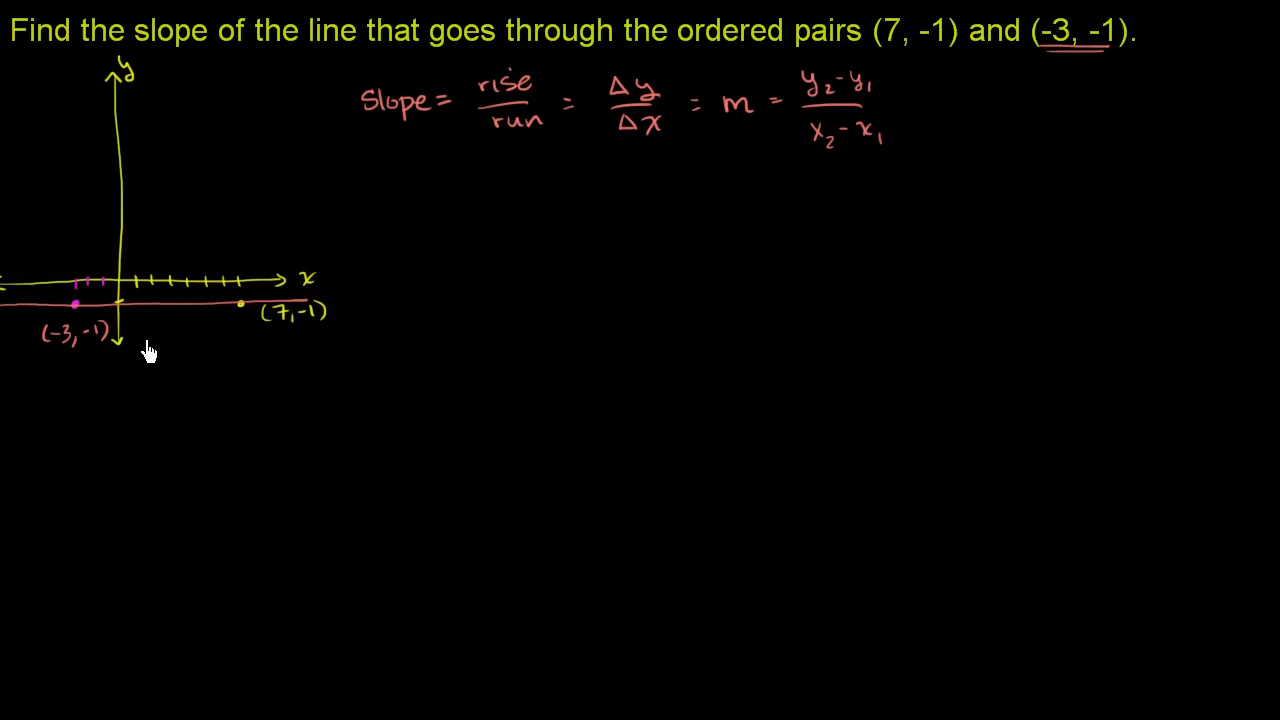 Find the slope of the line that goes through the ordered pairs (7, -1) and (-3, -1).
y
Slope = rise/run = Δy/Δx = m = y₂-y₁/x₂-x₁
x
(7,-1)
(-3,-1)